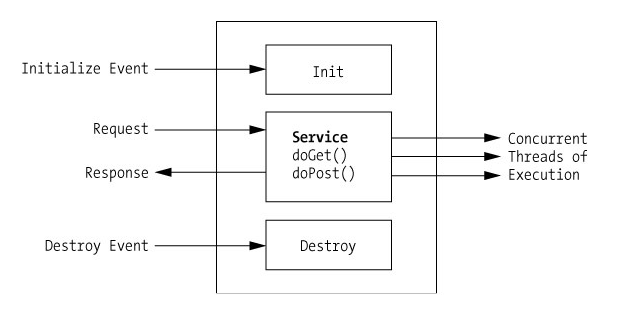 Initialize Event
Init
Request
Response
Service
doGet()
doPost()
Concurrent
Threads of
Execution
Destroy Event
Destroy